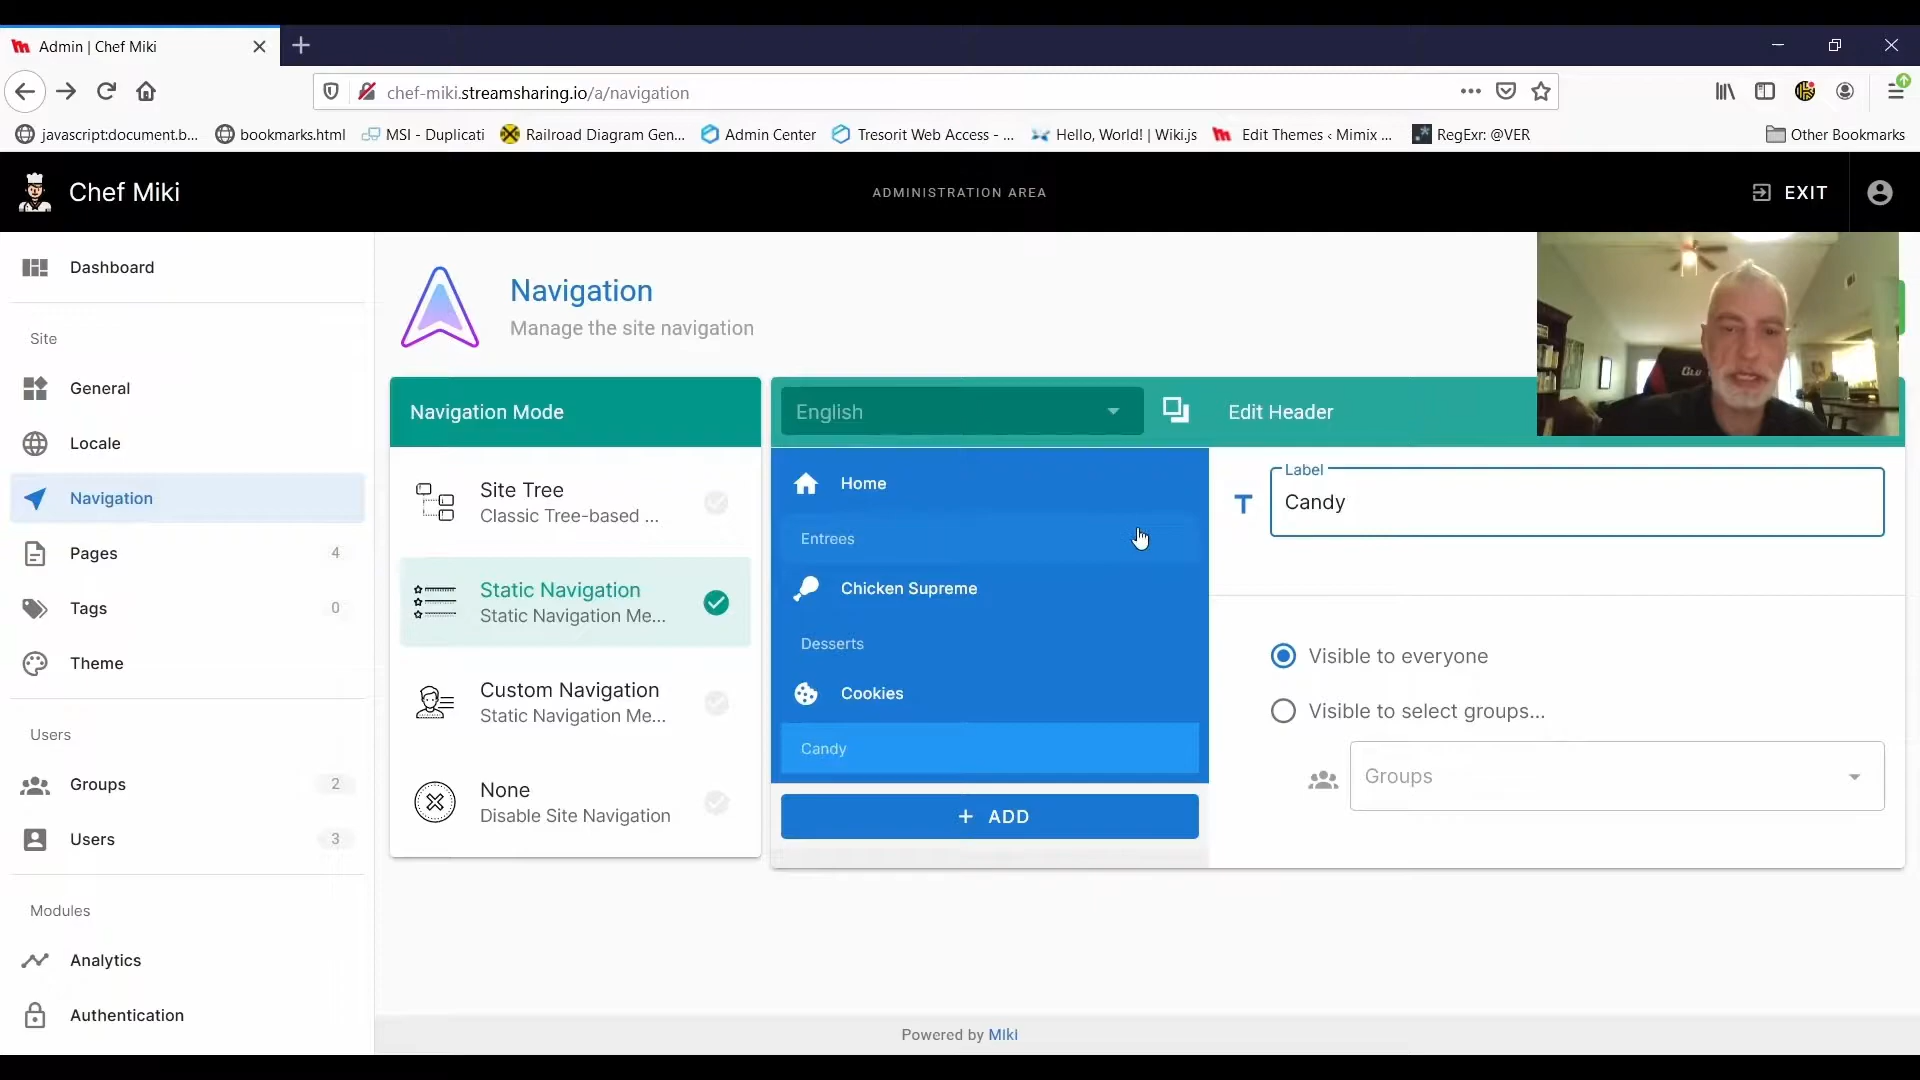 Admin | Chef Miki
chef-miki.streamsharing.io/a/navigation
javascript:document.b...
bookmarks.html
MSI - Duplicati
Railroad Diagram Gen...
Admin Center
Tresorit Web Access - ...
Hello, World! | Wiki.js
Edit Themes ‹ Mimix ...
RegExr: @VER
Other Bookmarks
Chef Miki
ADMINISTRATION AREA
EXIT
Dashboard
Site
General
Locale
Navigation
Pages 4
Tags 0
Theme
Users
Groups 2
Users 3
Modules
Analytics
Authentication
Navigation
Manage the site navigation
Navigation Mode
Site Tree
Classic Tree-based ...
Static Navigation
Static Navigation Me...
Custom Navigation
Static Navigation Me...
None
Disable Site Navigation
English
Home
Entrees
Chicken Supreme
Desserts
Cookies
Candy
+ ADD
Edit Header
Label
Candy
Visible to everyone
Visible to select groups...
Groups
Powered by Miki